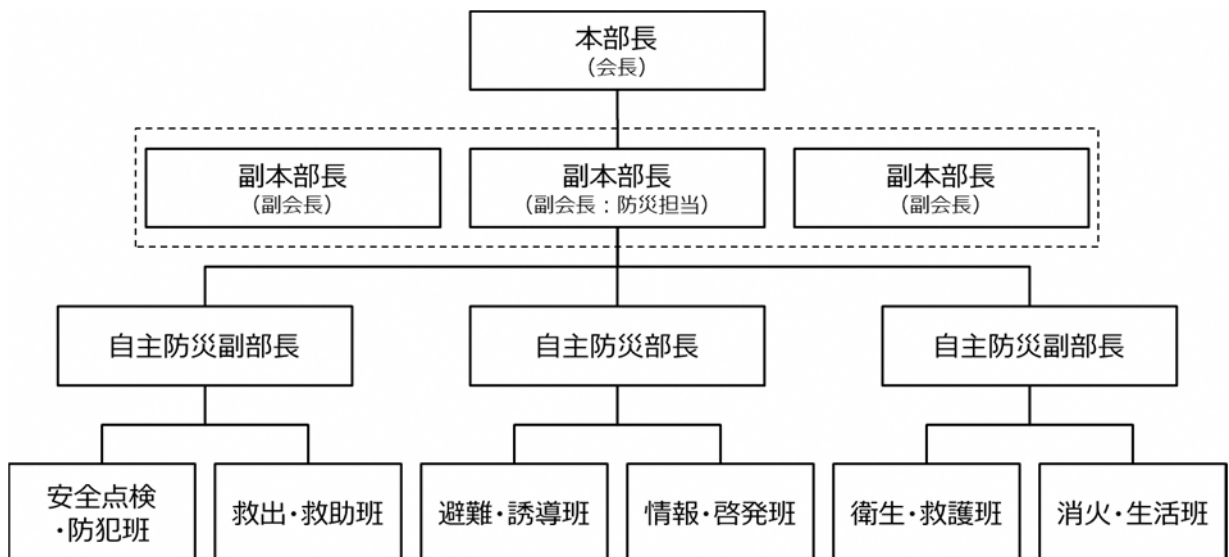 本部長
（会長）
副本部長
（副会長）
副本部長
（副会長：防災担当）
副本部長
（副会長）
自主防災副部長
自主防災部長
自主防災副部長
安全点検
・防犯班
救出・救助班
避難・誘導班
情報・啓発班
衛生・救護班
消火・生活班